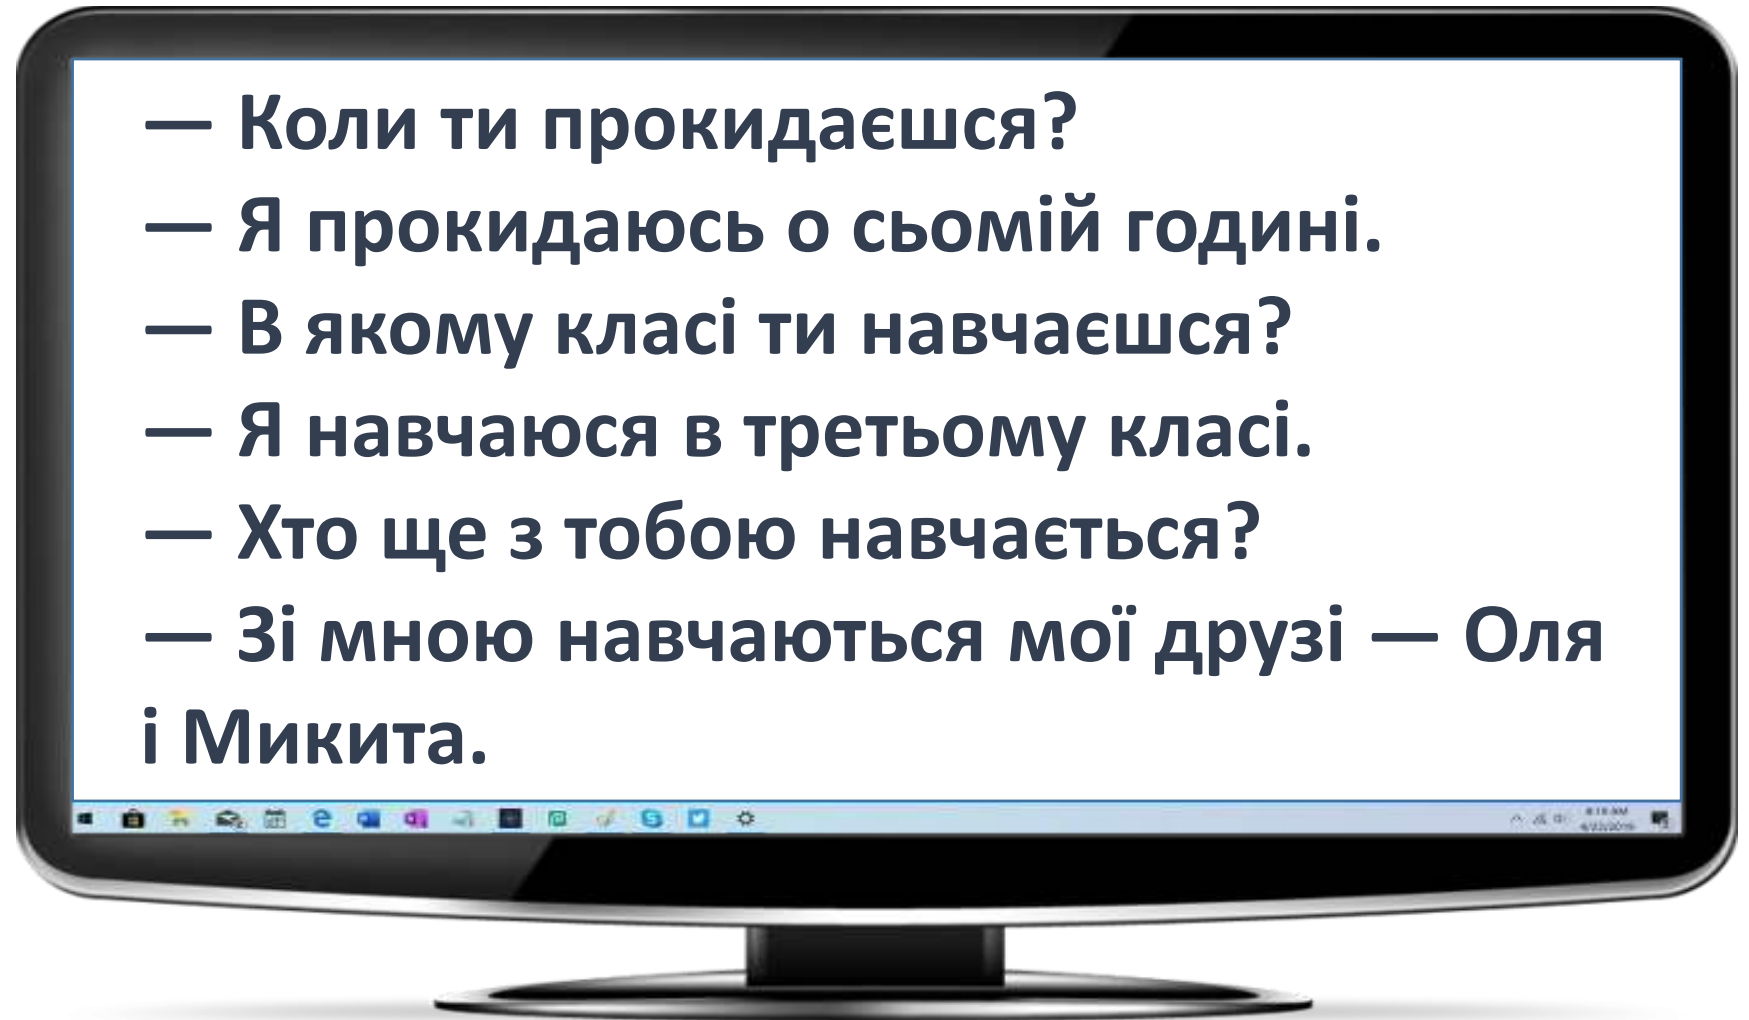 — Коли ти прокидаєшся?
— Я прокидаюсь о сьомій годині.
— В якому класі ти навчаєшся?
— Я навчаюся в третьому класі.
— Хто ще з тобою навчається?
— Зі мною навчаються мої друзі — Оля
і Микита.